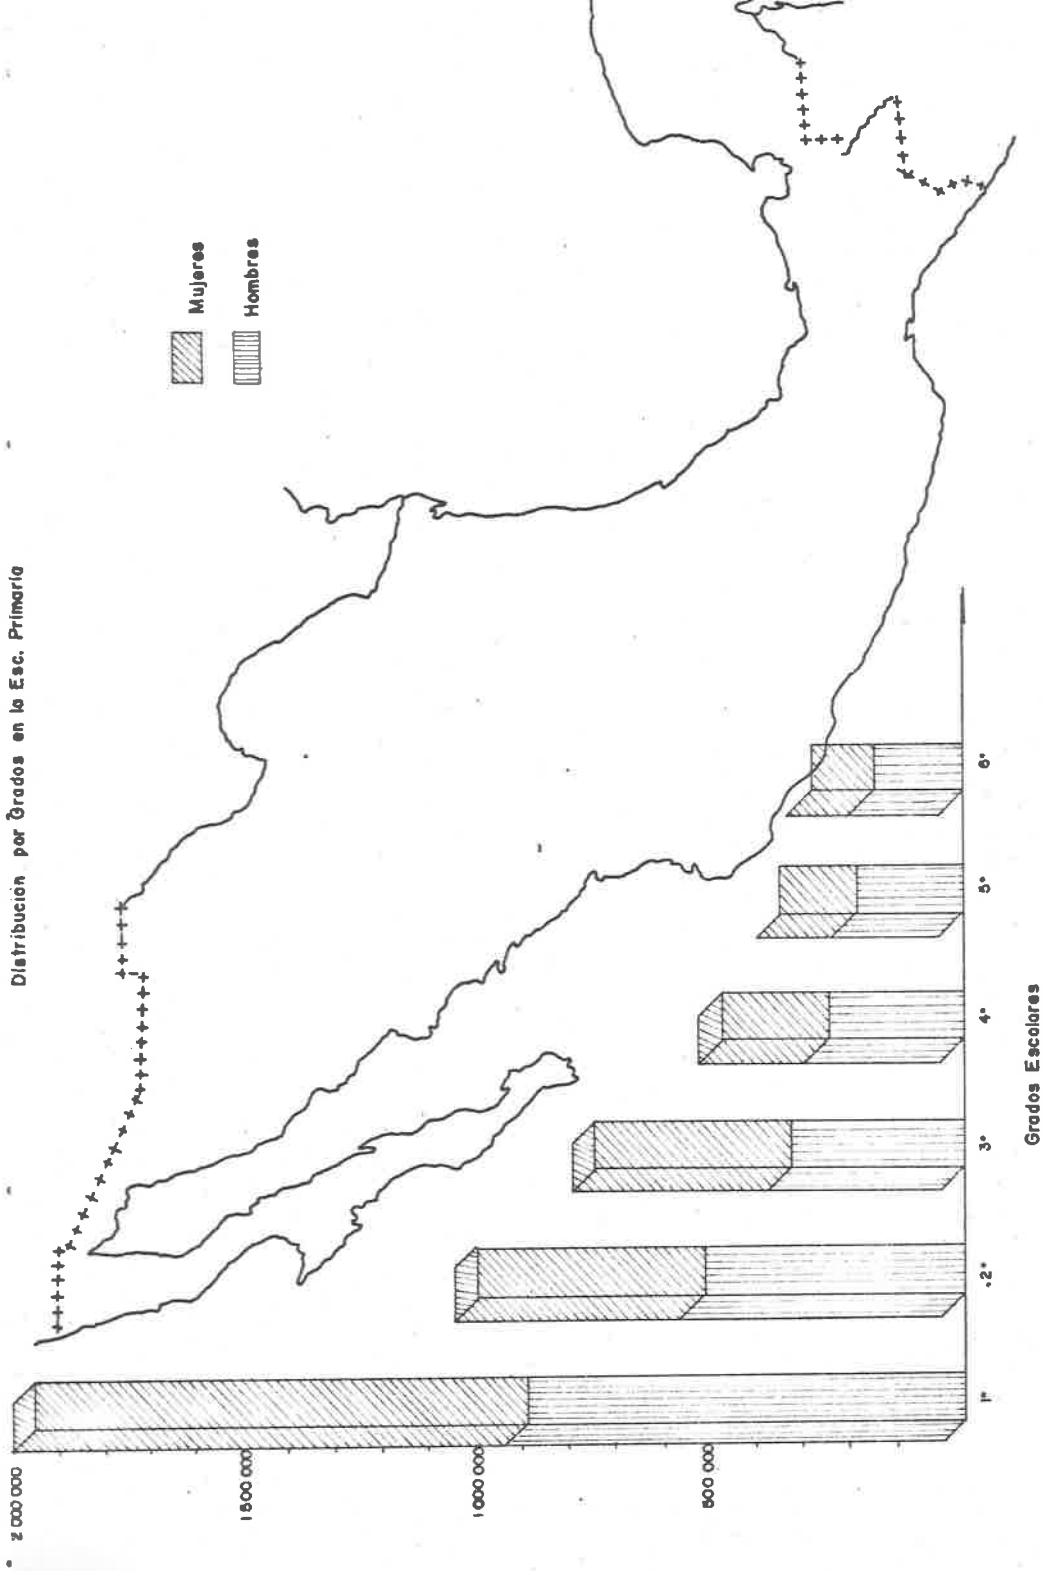 Distribución por Grados en la Esc. Primaria
Mujeres
Hombres
2 000 000
1 500 000
1 000 000
500 000
1° 2° 3° 4° 5° 6°
Grados Escolares